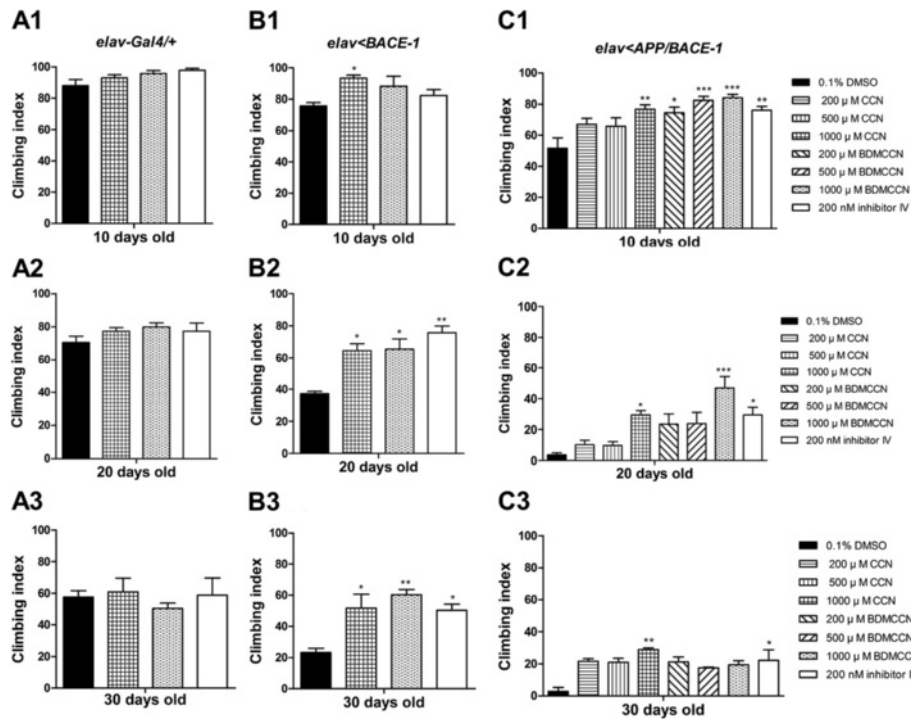 A1
elav-Gal4/+
Climbing index
100
80
60
40
20
0
10 days old
B1
elav<BACE-1
Climbing index
100
80
60
40
20
0
*
10 days old
C1
elav<APP/BACE-1
Climbing index
100
80
60
40
20
0
** * *** *** **
10 days old
0.1% DMSO
200 µ M CCN
500 µ M CCN
1000 µ M CCN
200 µ M BDMCCN
500 µ M BDMCCN
1000 µ M BDMCCN
200 nM inhibitor IV
A2
Climbing index
100
80
60
40
20
0
20 days old
B2
Climbing index
100
80
60
40
20
0
* * **
20 days old
C2
Climbing index
100
80
60
40
20
0
* *** *
20 days old
0.1% DMSO
200 µ M CCN
500 µ M CCN
1000 µ M CCN
200 µ M BDMCCN
500 µ M BDMCCN
1000 µ M BDMCCN
200 nM inhibitor IV
A3
Climbing index
100
80
60
40
20
0
30 days old
B3
Climbing index
100
80
60
40
20
0
* ** *
30 days old
C3
Climbing index
100
80
60
40
20
0
** *
30 days old
0.1% DMSO
200 µ M CCN
500 µ M CCN
1000 µ M CCN
200 µ M BDMCCN
500 µ M BDMCCN
1000 µ M BDMCCN
200 nM inhibitor I